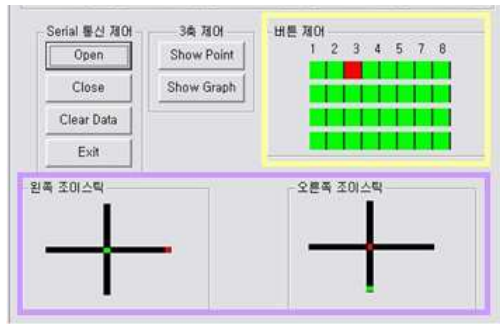 Serial 통신 제어
Open
Close
Clear Data
Exit
3축 제어
Show Point
Show Graph
버튼 제어
1 2 3 4 5 7 8
왼쪽 조이스틱
오른쪽 조이스틱